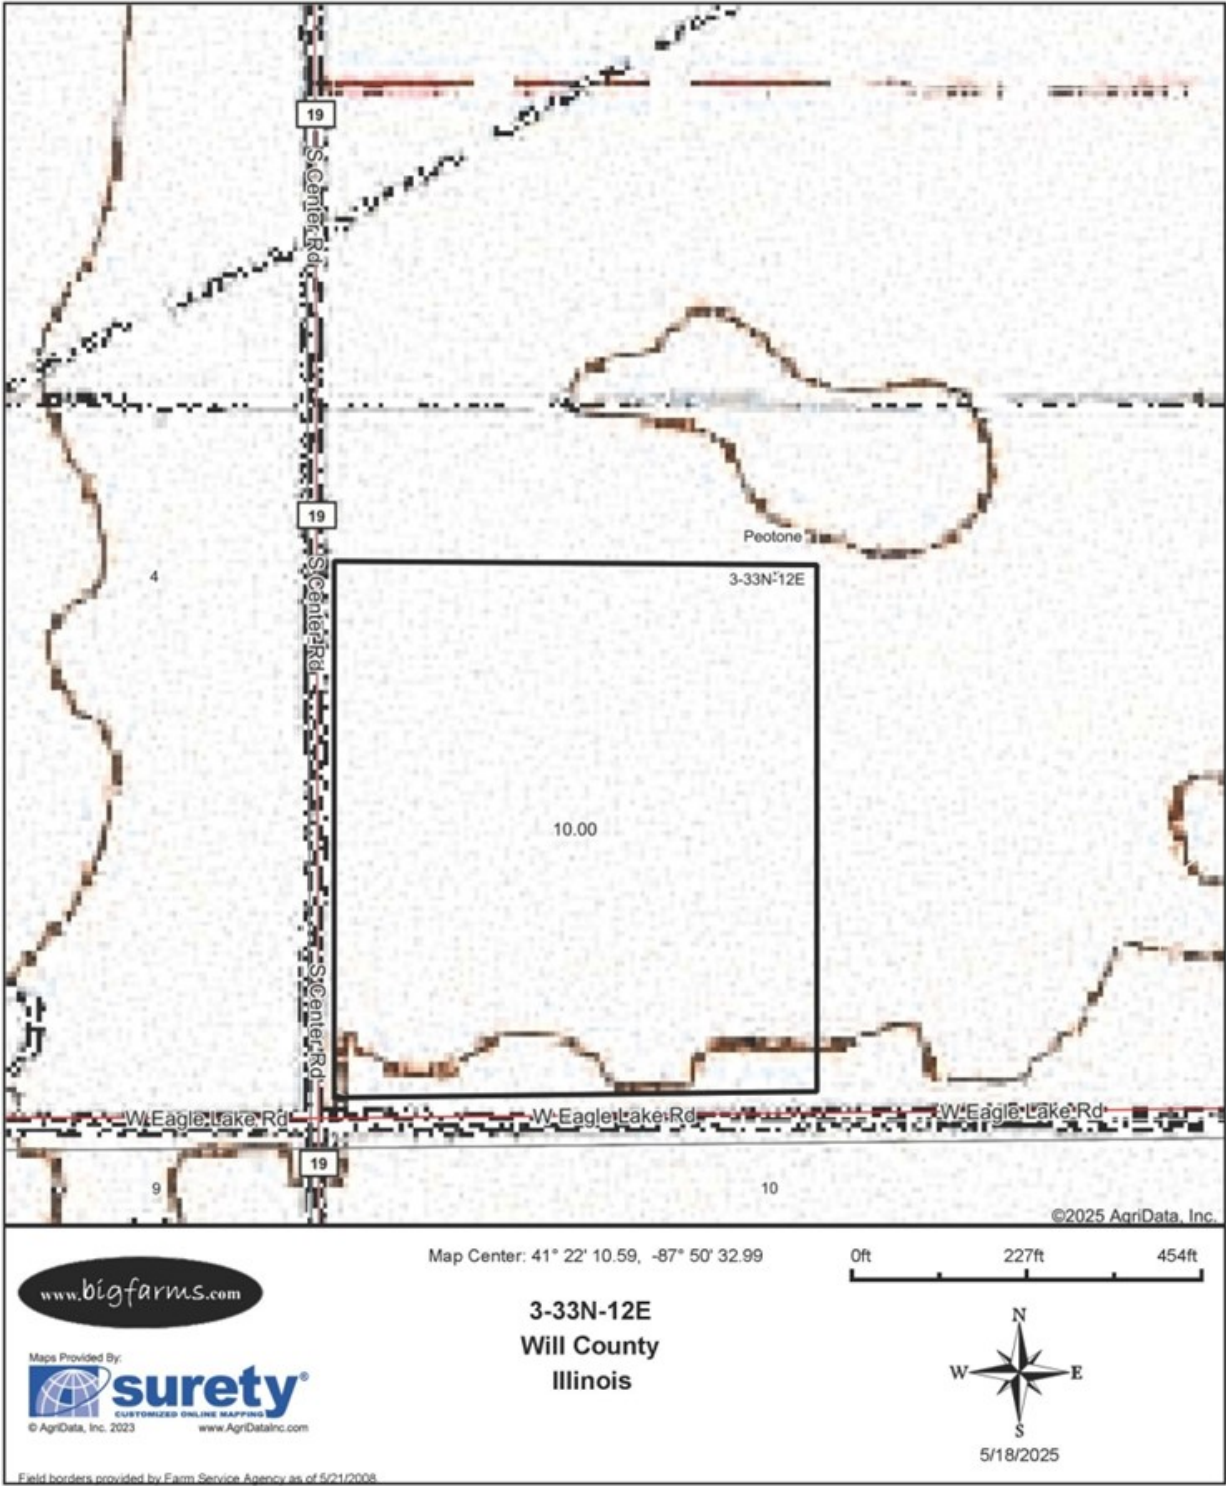 19
S Center Rd
19
Peotone
3-33N-12E
4
S Center Rd
10.00
S Center Rd
W Eagle Lake Rd
W Eagle Lake Rd
W Eagle Lake Rd
19
9
10
©2025 AgriData, Inc.
www.bigfarms.com
Map Center: 41° 22' 10.59, -87° 50' 32.99
0ft 227ft 454ft
3-33N-12E
Will County
Illinois
N
W E
S
5/18/2025
Maps Provided By:
surety®
CUSTOMIZED ONLINE MAPPING
© AgriData, Inc. 2023 www.AgriDataInc.com
Field borders provided by Farm Service Agency as of 5/21/2008.